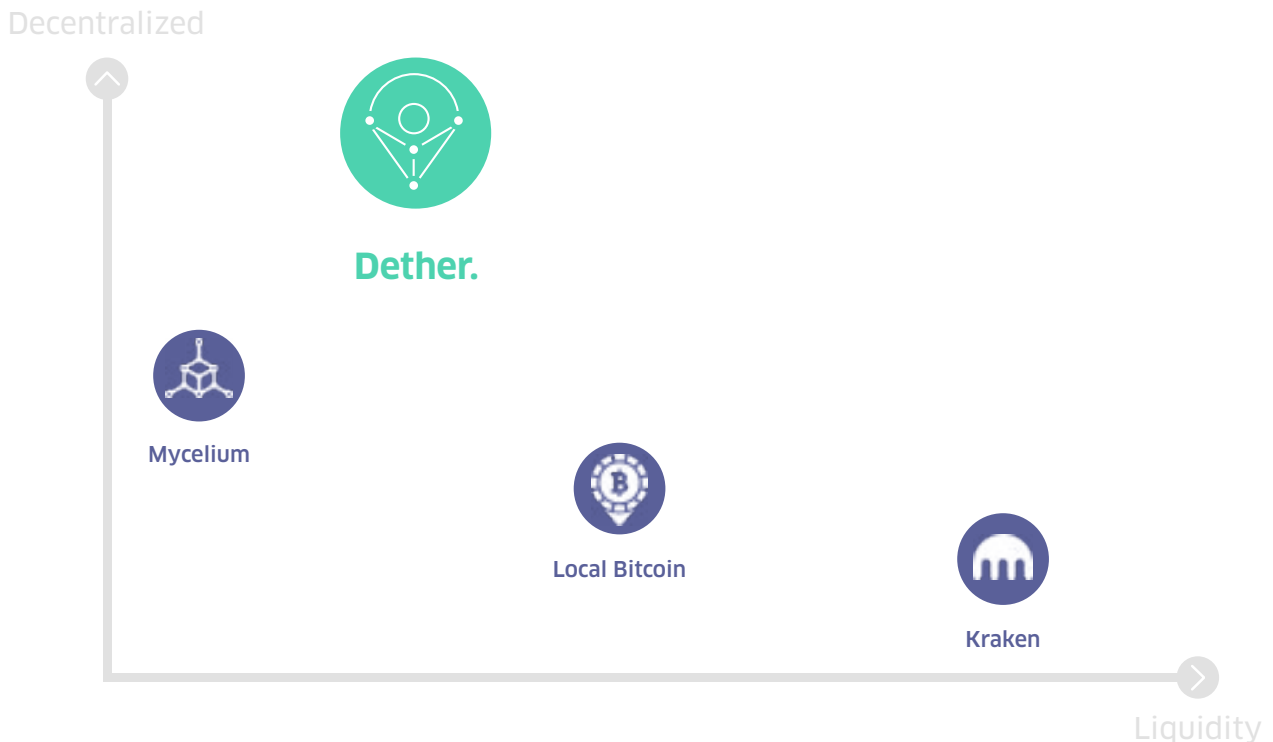 Decentralized
Dether.
Mycelium
Local Bitcoin
Kraken
Liquidity